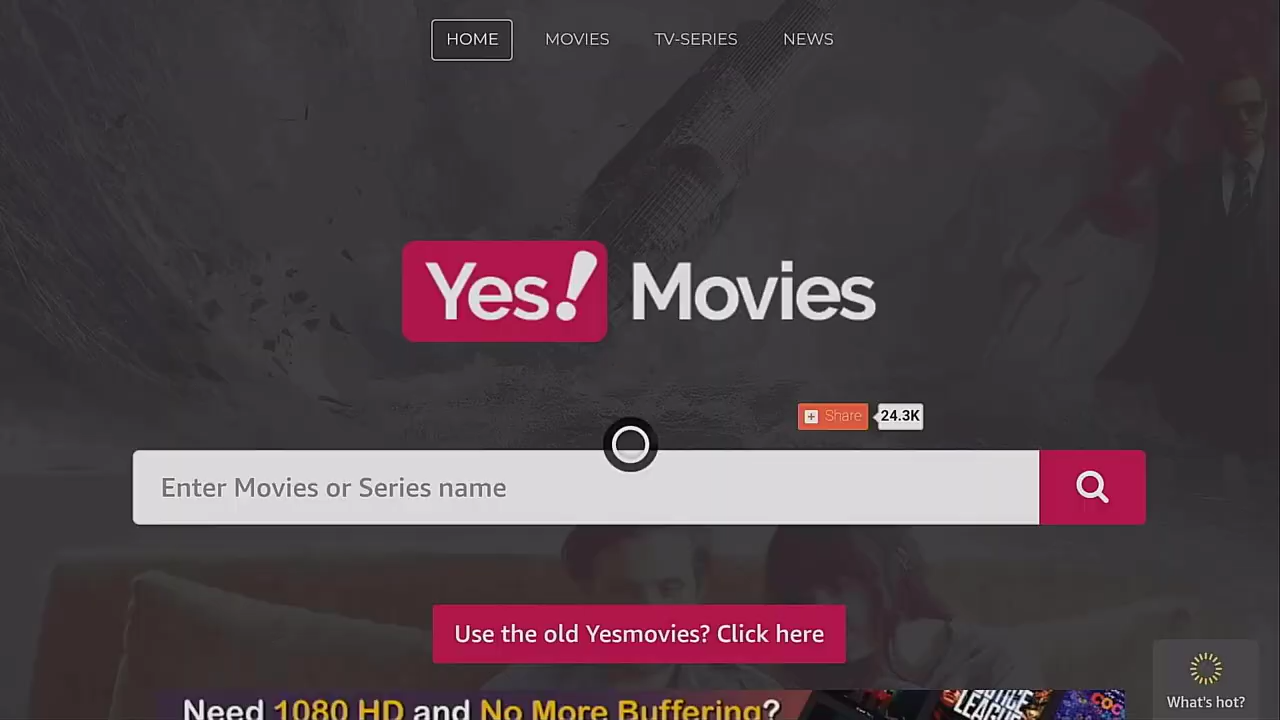 HOME MOVIES TV-SERIES NEWS
Yes! Movies
Share 24.3K
Enter Movies or Series name
Use the old Yesmovies? Click here
What's hot?
Need 1080 HD and No More Buffering?